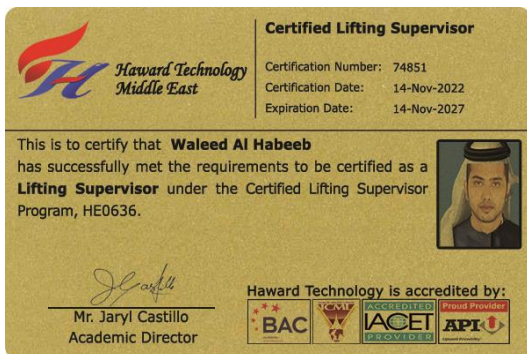 Haward Technology
Middle East
Certified Lifting Supervisor
Certification Number: 74851
Certification Date: 14-Nov-2022
Expiration Date: 14-Nov-2027
This is to certify that Waleed Al Habeeb
has successfully met the requirements to be certified as a
Lifting Supervisor under the Certified Lifting Supervisor
Program, HE0636.
Mr. Jaryl Castillo
Academic Director
Haward Technology is accredited by:
BAC
ACCREDITED
IACET
PROVIDER
Proud Provider
API